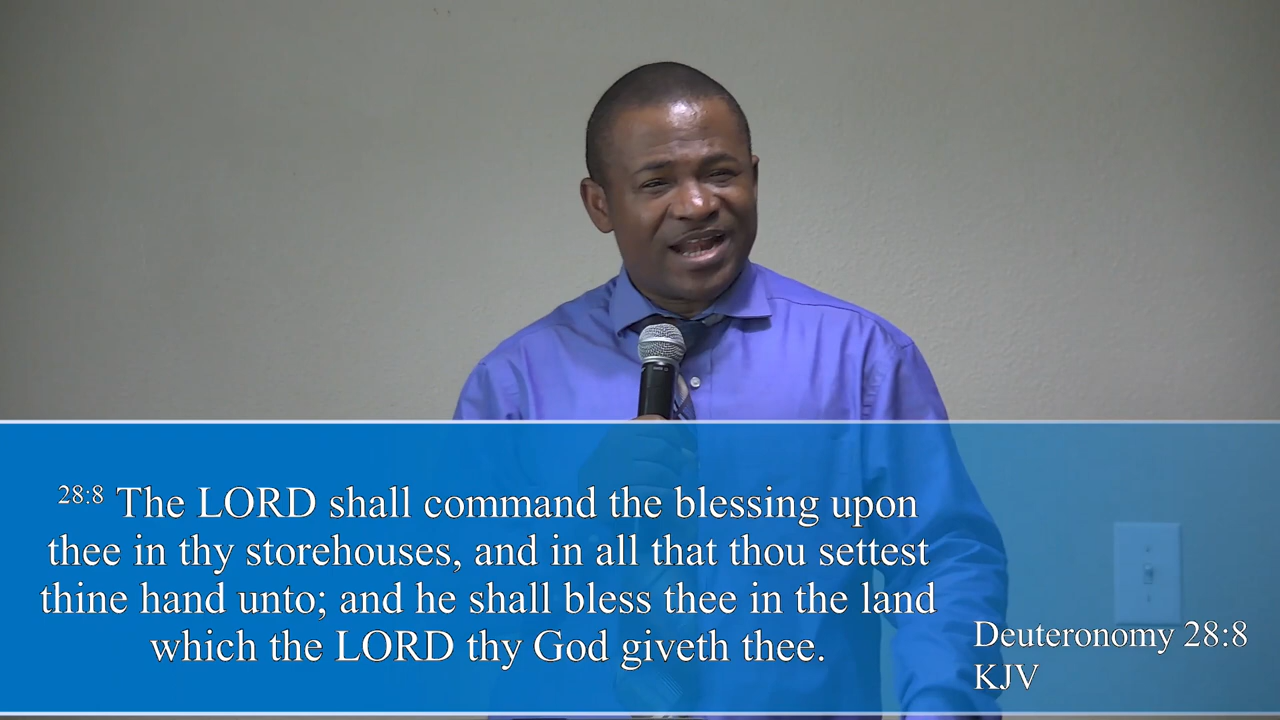 28:8 The LORD shall command the blessing upon
thee in thy storehouses, and in all that thou settest
thine hand unto; and he shall bless thee in the land
which the LORD thy God giveth thee.
Deuteronomy 28:8
KJV